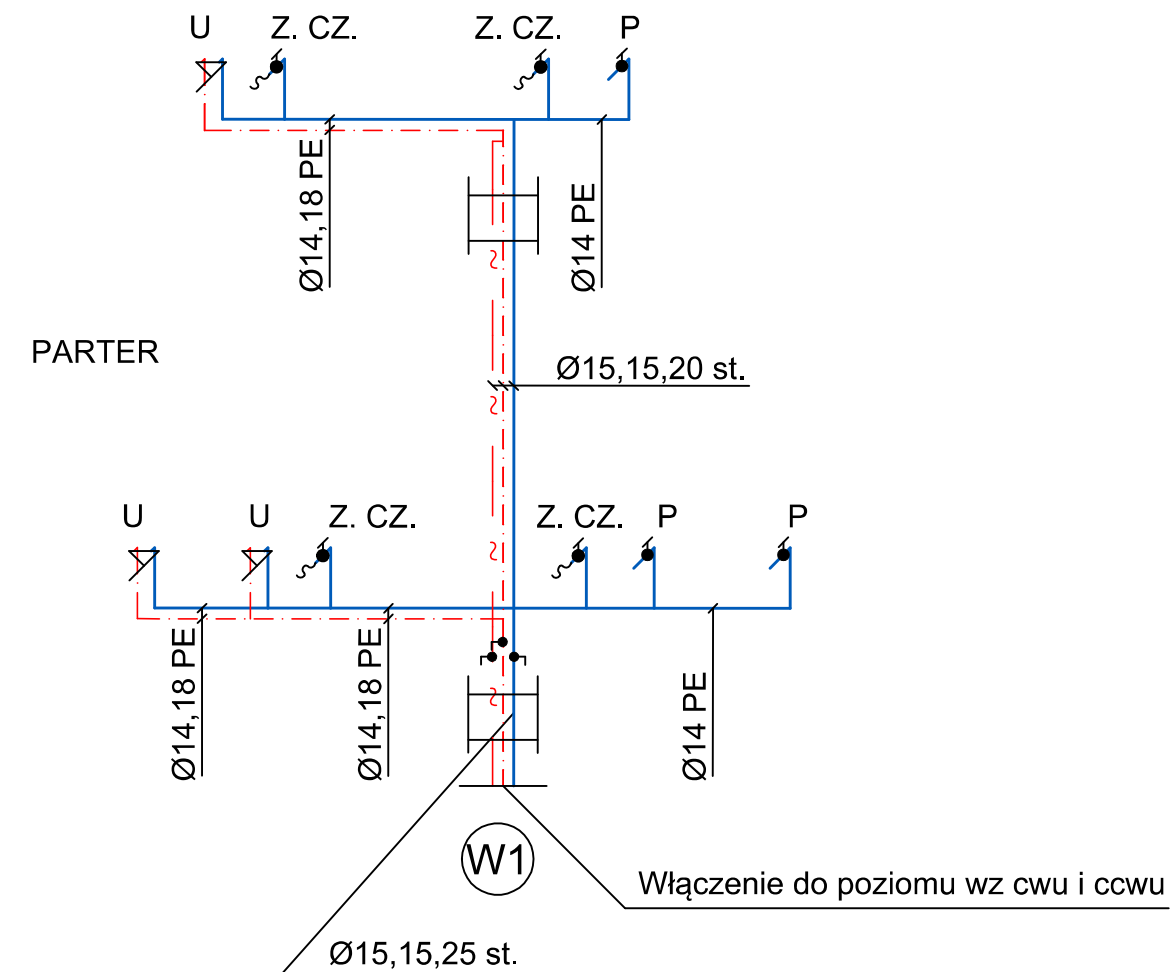 U Z. CZ. Z. CZ. P
Ø14,18 PE
Ø14 PE
PARTER
Ø15,15,20 st.
U U Z. CZ. Z. CZ. P P
Ø14,18 PE
Ø14,18 PE
Ø14 PE
W1
Włączenie do poziomu wz cwu i ccwu
Ø15,15,25 st.